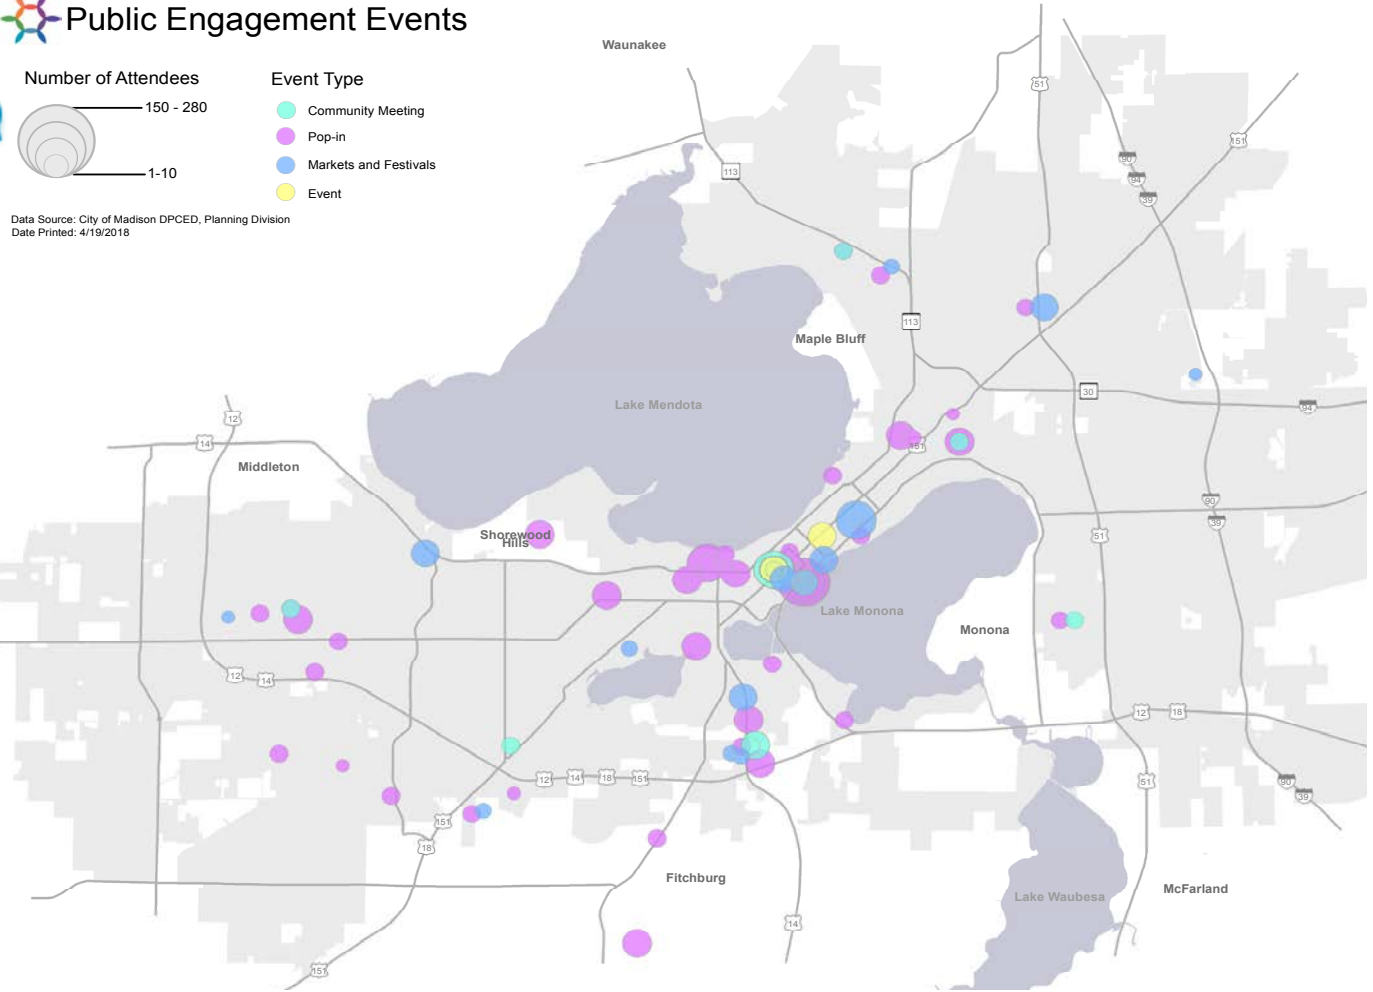 Public Engagement Events
Number of Attendees
150 - 280
1-10
Event Type
Community Meeting
Pop-in
Markets and Festivals
Event
Data Source: City of Madison DPCED, Planning Division
Date Printed: 4/19/2018
Waunakee
51
151
90
94
39
113
113
Maple Bluff
Lake Mendota
30
94
12
14
Middleton
151
90
39
51
Shorewood
Hills
Lake Monona
Monona
12
14
12
18
12
14
18
151
51
90
39
151
18
Fitchburg
McFarland
Lake Waubesa
14
151